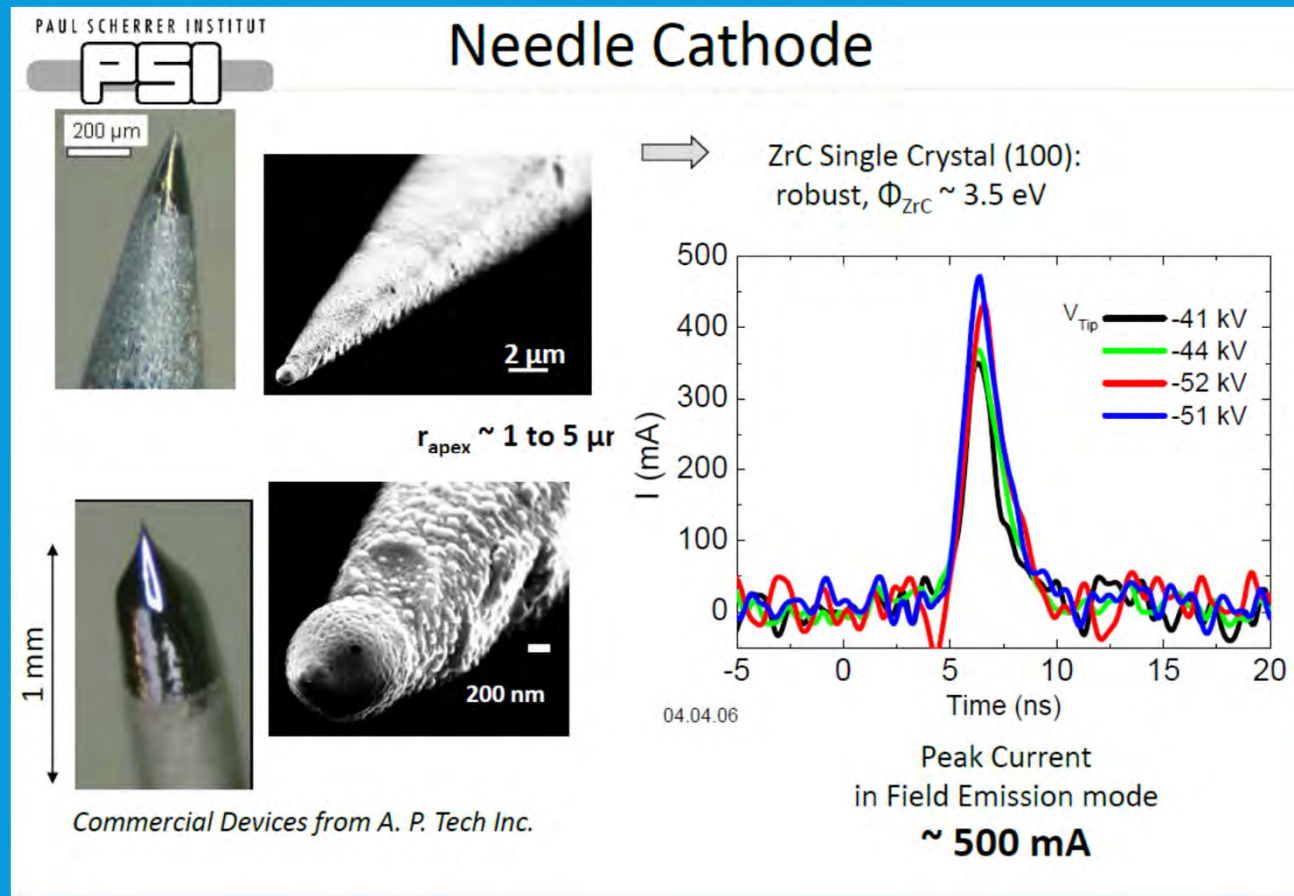 PAUL SCHERRER INSTITUT
PSI
Needle Cathode
200 µm
2 µm
r_apex ~ 1 to 5 µr
1 mm
200 nm
Commercial Devices from A. P. Tech Inc.
ZrC Single Crystal (100):
robust, Φ_ZrC ~ 3.5 eV
500
400
300
200
100
0
I (mA)
V_Tip
-41 kV
-44 kV
-52 kV
-51 kV
-5 0 5 10 15 20
Time (ns)
04.04.06
Peak Current
in Field Emission mode
~ 500 mA